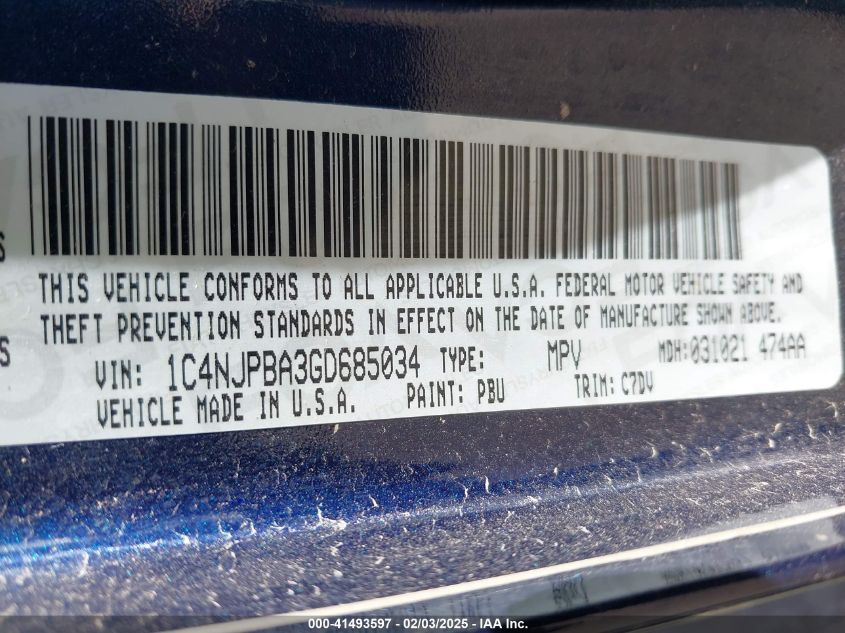 THIS VEHICLE CONFORMS TO ALL APPLICABLE U.S.A. FEDERAL MOTOR VEHICLE SAFETY AND
THEFT PREVENTION STANDARDS IN EFFECT ON THE DATE OF MANUFACTURE SHOWN ABOVE.
VIN: 1C4NJPBA3GD685034 TYPE: MPV MDH:031021 474AA
VEHICLE MADE IN U.S.A. PAINT: PBU TRIM: C7DV
000-41493597 - 02/03/2025 - IAA Inc.